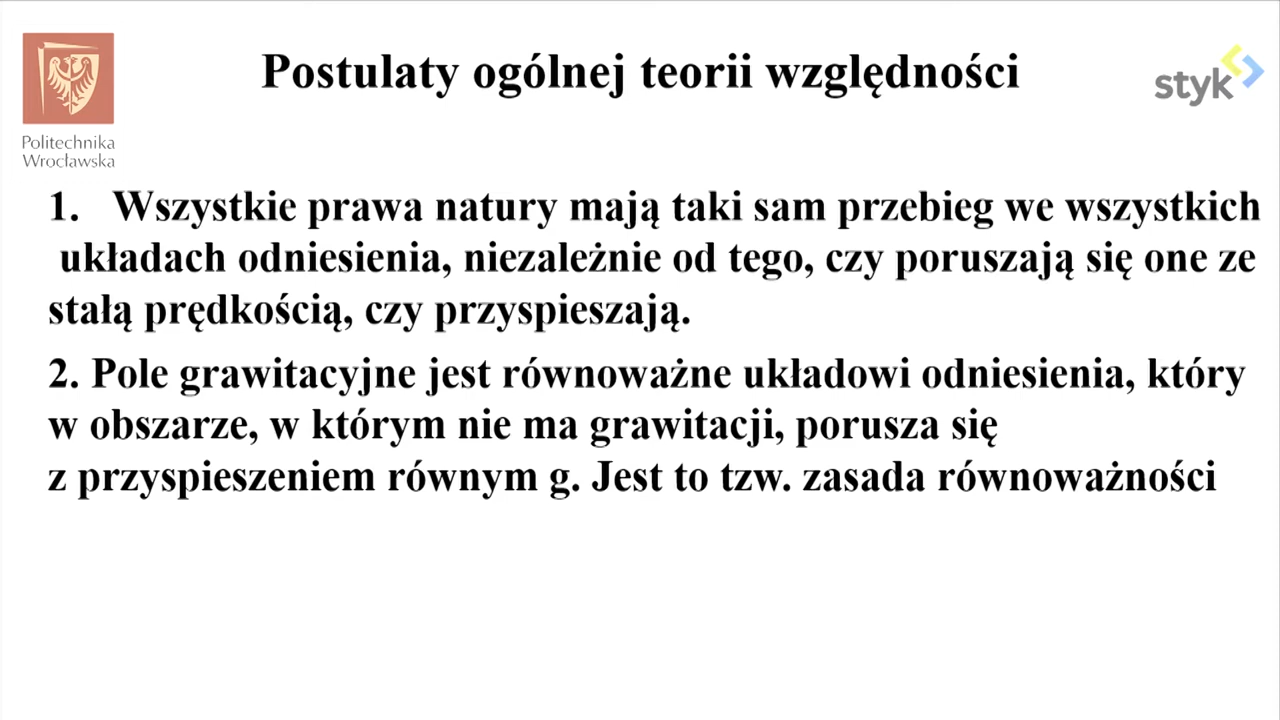 Postulaty ogólnej teorii względności
styk
Politechnika
Wrocławska
1. Wszystkie prawa natury mają taki sam przebieg we wszystkich
układach odniesienia, niezależnie od tego, czy poruszają się one ze
stałą prędkością, czy przyspieszają.
2. Pole grawitacyjne jest równoważne układowi odniesienia, który
w obszarze, w którym nie ma grawitacji, porusza się
z przyspieszeniem równym g. Jest to tzw. zasada równoważności